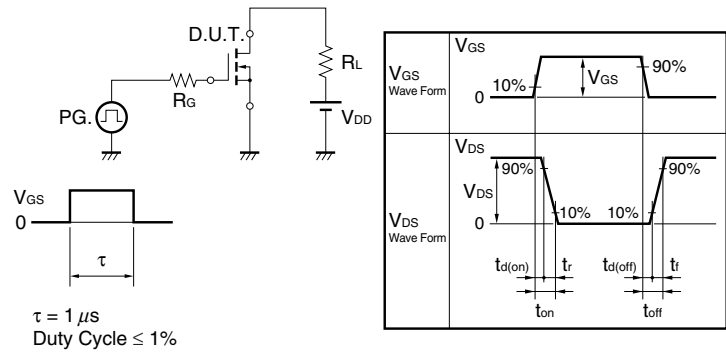 D.U.T.
RL
RG
PG.
VDD
VGS
0
τ
τ = 1 μs
Duty Cycle ≤ 1%
VGS
Wave Form
VGS
10%
VGS
90%
0
VDS
Wave Form
VDS
90%
90%
VDS
10%
10%
0
td(on)
tr
td(off)
tf
ton
toff